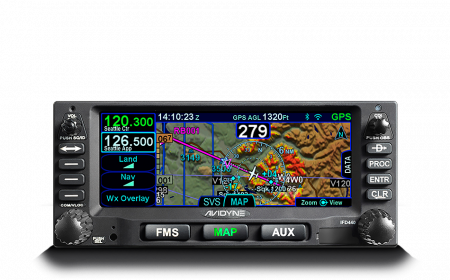 VOL
PUSH SQ/ID
120.300
Seattle Ctr
126.500
Seattle App
Land
Nav
Wx Overlay
14:10:23 Z
GPS AGL 1320Ft
GPS
279
N
3149
V120
V120
4W0
SVS
MAP
DATA
Zoom
View
PUSH OBS
D
PROC
ENTR
CLR
COM/VLOC
AVIDYNE
IFD440
FMS
MAP
AUX